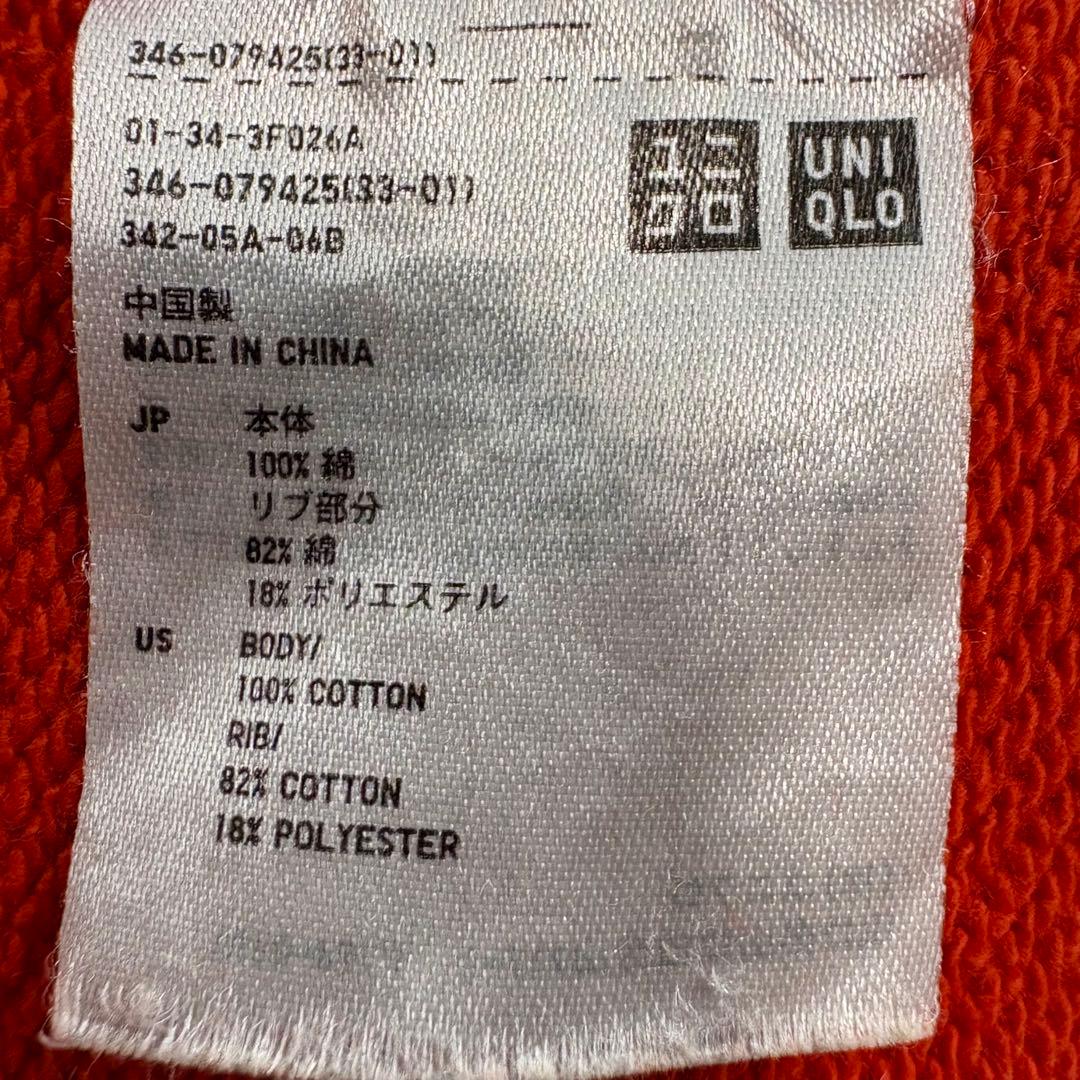 346-079425(33-01)
01-34-3F026A
346-079425(33-01)
342-05A-06B
ユニ
クロ
UNI
QLO
中国製
MADE IN CHINA
JP 本体
100% 綿
リブ部分
82% 綿
18% ポリエステル
US BODY/
100% COTTON
RIB/
82% COTTON
18% POLYESTER